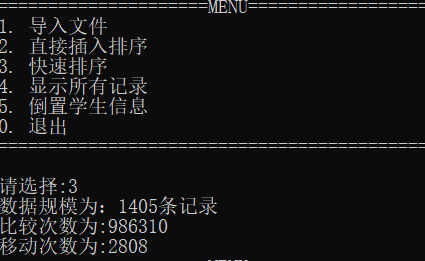 ========================MENU====================
1. 导入文件
2. 直接插入排序
3. 快速排序
4. 显示所有记录
5. 倒置学生信息
0. 退出
================================================
请选择:3
数据规模为：1405条记录
比较次数为:986310
移动次数为:2808